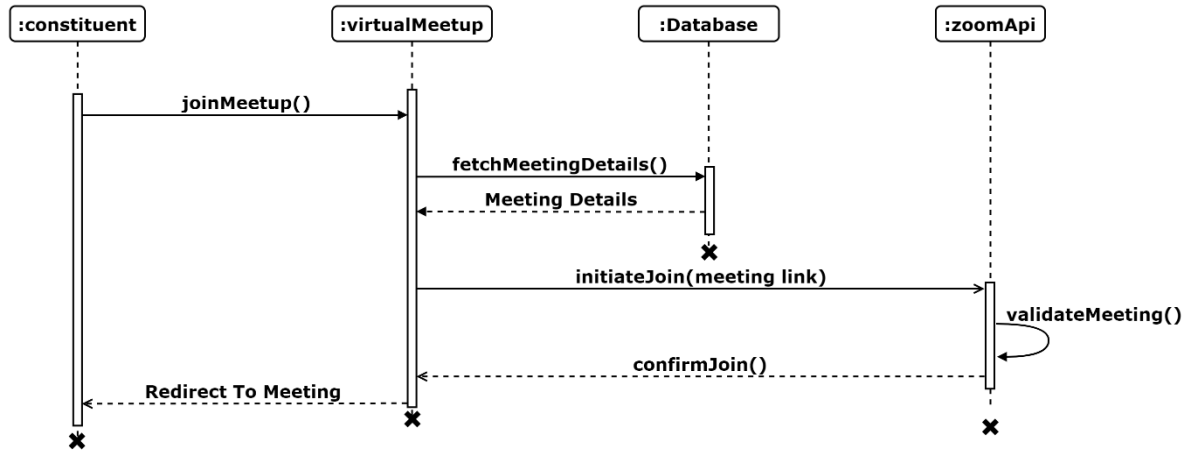 :constituent
:virtualMeetup
:Database
:zoomApi
joinMeetup()
fetchMeetingDetails()
Meeting Details
initiateJoin(meeting link)
validateMeeting()
confirmJoin()
Redirect To Meeting